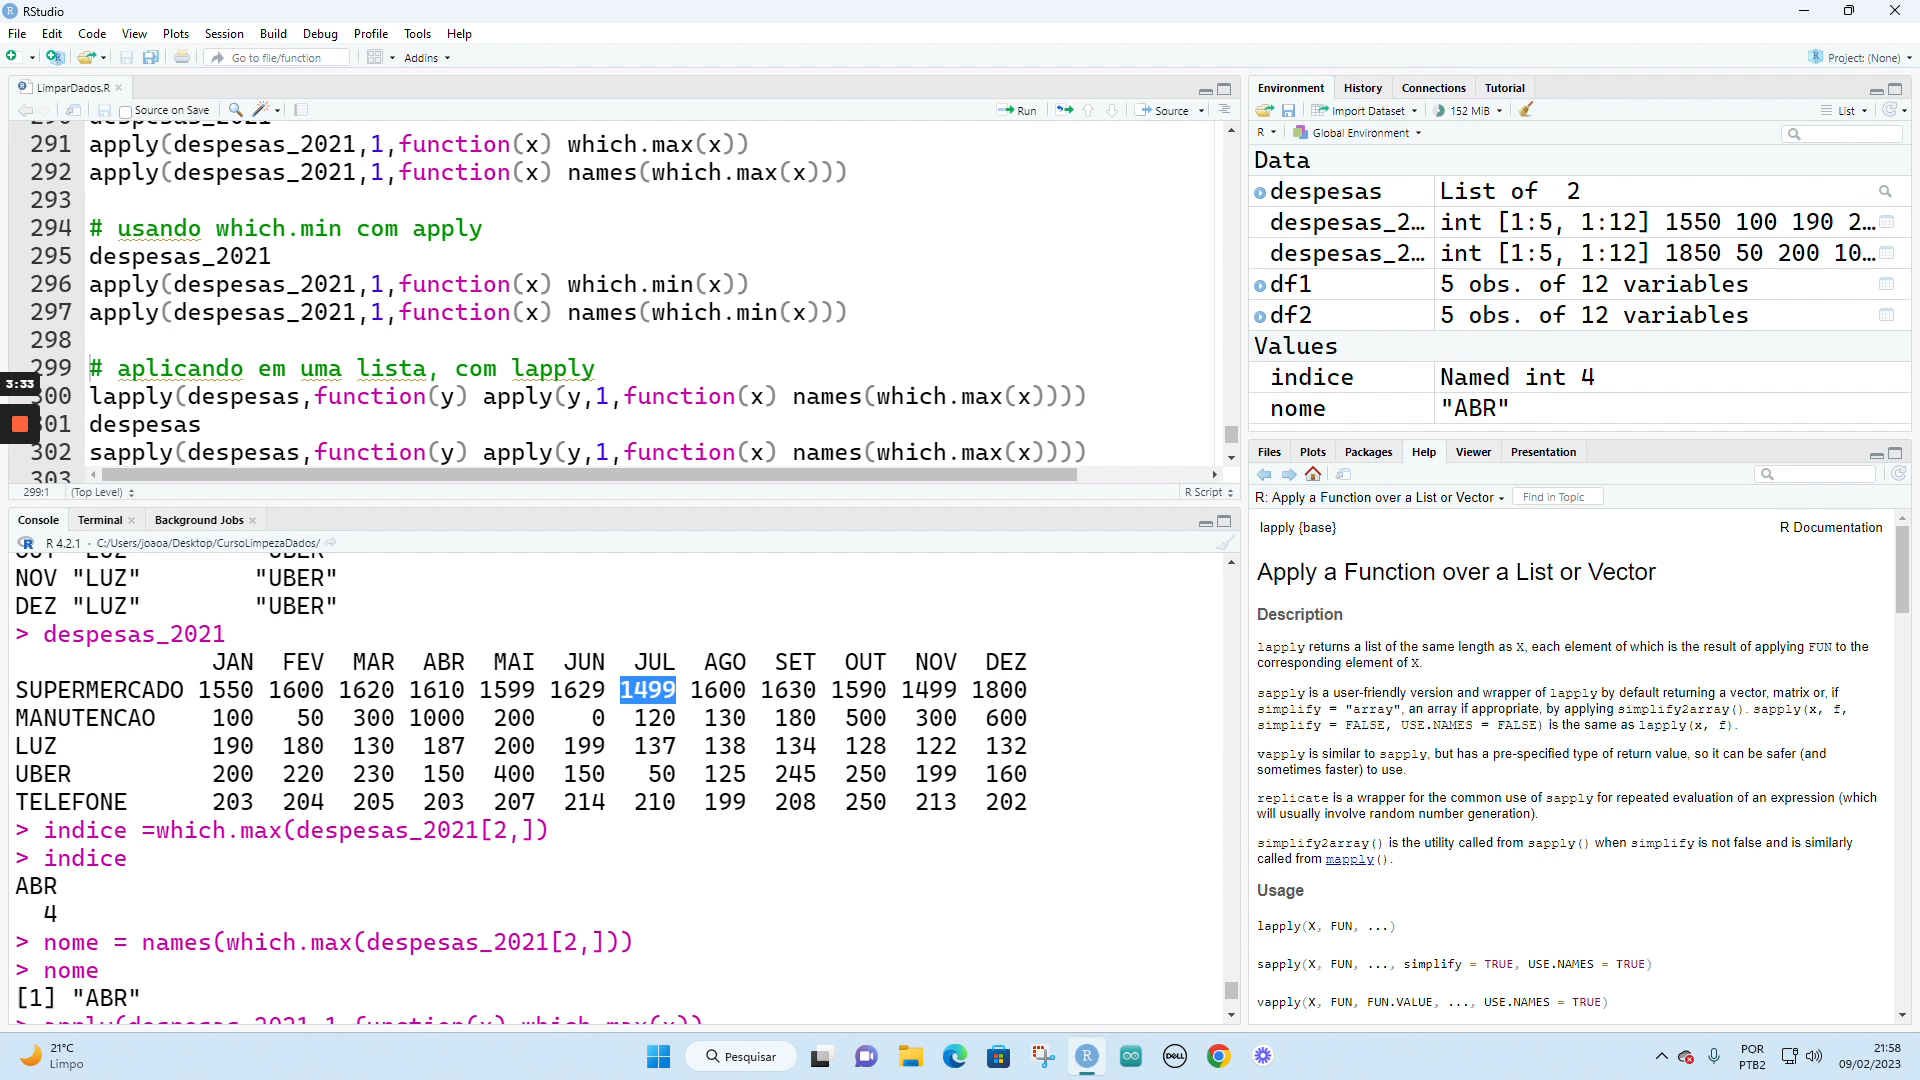 RStudio
File Edit Code View Plots Session Build Debug Profile Tools Help
Go to file/function Addins Project: (None)
LimparDados.R
Source on Save Run Source
291 apply(despesas_2021,1,function(x) which.max(x))
292 apply(despesas_2021,1,function(x) names(which.max(x)))
293
294 # usando which.min com apply
295 despesas_2021
296 apply(despesas_2021,1,function(x) which.min(x))
297 apply(despesas_2021,1,function(x) names(which.min(x)))
298
299 # aplicando em uma lista, com lapply
3:33
300 lapply(despesas,function(y) apply(y,1,function(x) names(which.max(x))))
01 despesas
302 sapply(despesas,function(y) apply(y,1,function(x) names(which.max(x))))
303
299:1 (Top Level) R Script
Console Terminal Background Jobs
R 4.2.1 · C:/Users/joaoa/Desktop/CursoLimpezaDados/
OUT "LUZ" "UBER"
NOV "LUZ" "UBER"
DEZ "LUZ" "UBER"
> despesas_2021
JAN FEV MAR ABR MAI JUN JUL AGO SET OUT NOV DEZ
SUPERMERCADO 1550 1600 1620 1610 1599 1629 1499 1600 1630 1590 1499 1800
MANUTENCAO 100 50 300 1000 200 0 120 130 180 500 300 600
LUZ 190 180 130 187 200 199 137 138 134 128 122 132
UBER 200 220 230 150 400 150 50 125 245 250 199 160
TELEFONE 203 204 205 203 207 214 210 199 208 250 213 202
> indice =which.max(despesas_2021[2,])
> indice
ABR
4
> nome = names(which.max(despesas_2021[2,]))
> nome
[1] "ABR"
> apply(despesas_2021,1,function(x) which.max(x))
Environment History Connections Tutorial
Import Dataset 152 MiB List
R Global Environment
Data
despesas List of 2
despesas_2… int [1:5, 1:12] 1550 100 190 2…
despesas_2… int [1:5, 1:12] 1850 50 200 10…
df1 5 obs. of 12 variables
df2 5 obs. of 12 variables
Values
indice Named int 4
nome "ABR"
Files Plots Packages Help Viewer Presentation
R: Apply a Function over a List or Vector Find in Topic
lapply {base} R Documentation
Apply a Function over a List or Vector
Description
lapply returns a list of the same length as X, each element of which is the result of applying FUN to the
corresponding element of X.
sapply is a user-friendly version and wrapper of lapply by default returning a vector, matrix or, if
simplify = "array", an array if appropriate, by applying simplify2array(). sapply(x, f,
simplify = FALSE, USE.NAMES = FALSE) is the same as lapply(x, f).
vapply is similar to sapply, but has a pre-specified type of return value, so it can be safer (and
sometimes faster) to use.
replicate is a wrapper for the common use of sapply for repeated evaluation of an expression (which
will usually involve random number generation).
simplify2array() is the utility called from sapply() when simplify is not false and is similarly
called from mapply().
Usage
lapply(X, FUN, ...)
sapply(X, FUN, ..., simplify = TRUE, USE.NAMES = TRUE)
vapply(X, FUN, FUN.VALUE, ..., USE.NAMES = TRUE)
21°C
Limpo
Pesquisar
DELL
POR
PTB2
21:58
09/02/2023